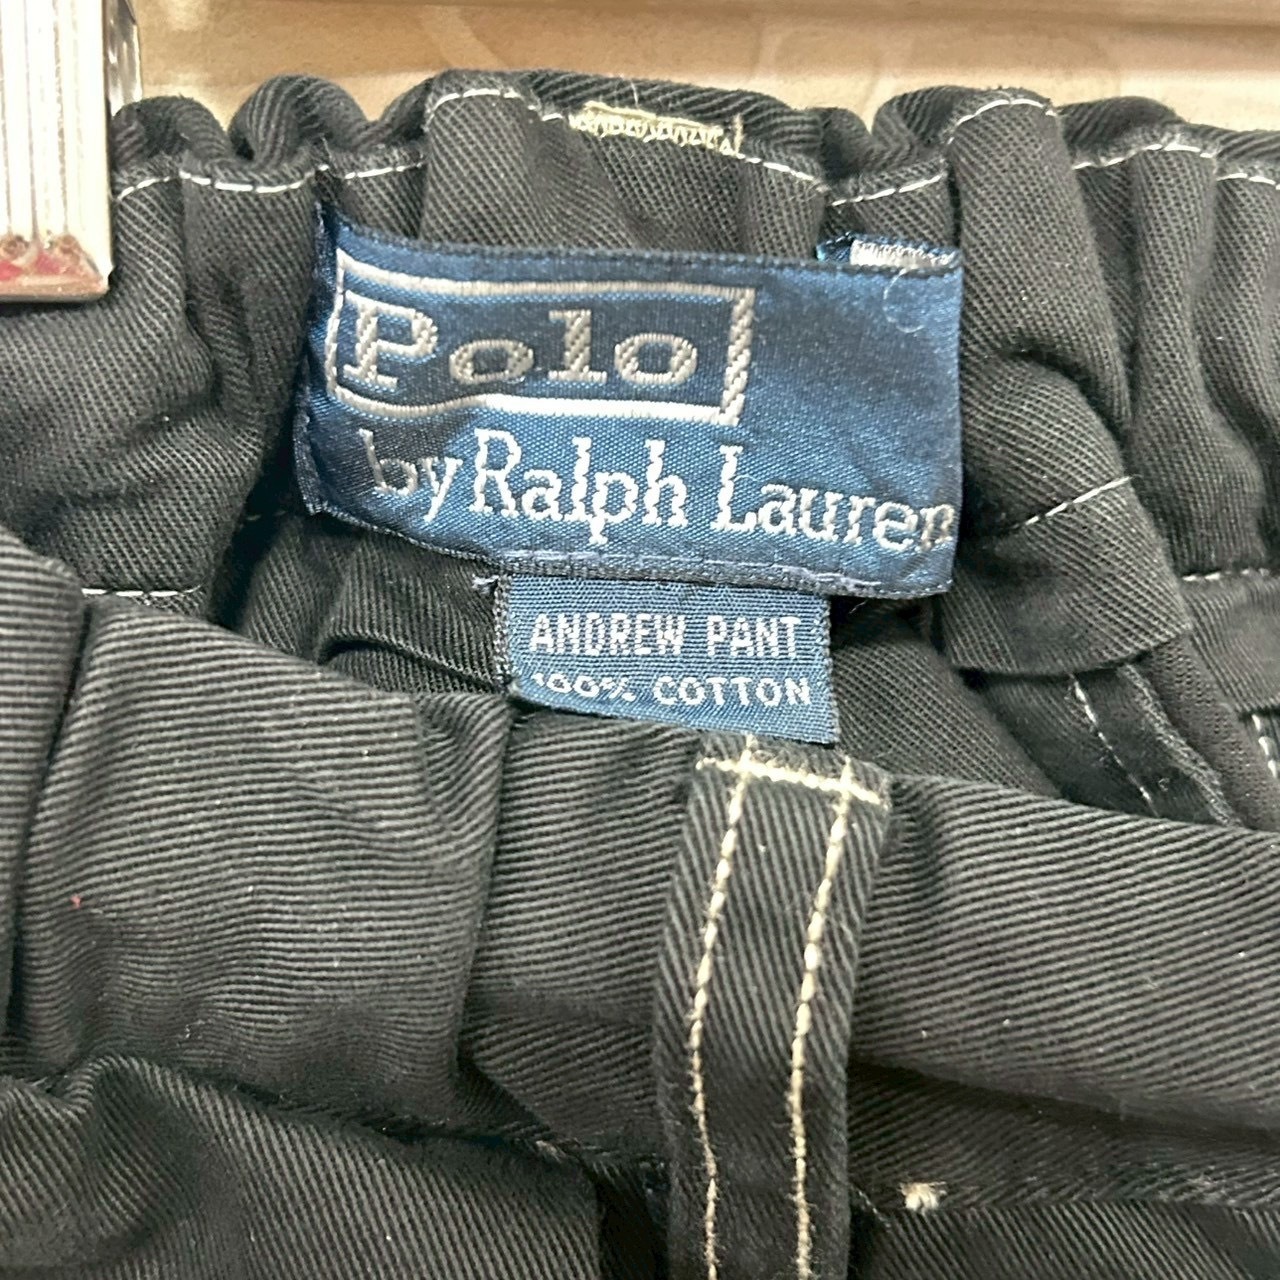 Polo
by Ralph Lauren
ANDREW PANT
100% COTTON